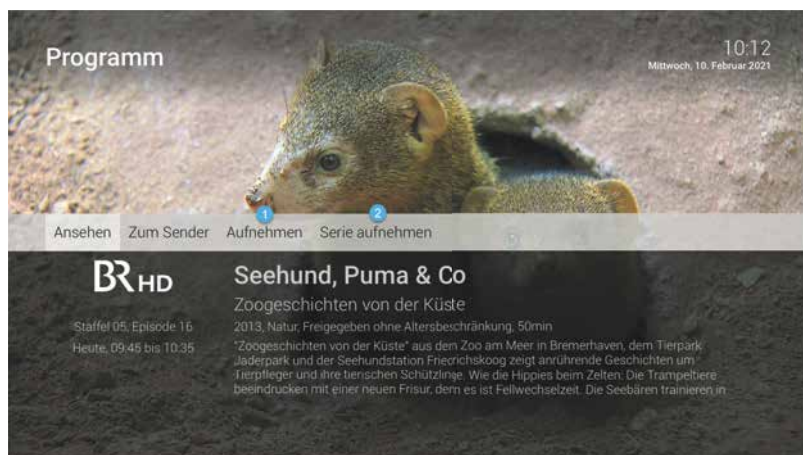 Programm
10:12
Mittwoch, 10. Februar 2021
1
2
Ansehen Zum Sender Aufnehmen Serie aufnehmen
BR HD
Seehund, Puma & Co
Zoogeschichten von der Küste
Staffel 05, Episode 16
2013, Natur, Freigegeben ohne Altersbeschränkung, 50min
Heute, 09:45 bis 10:35
"Zoogeschichten von der Küste" aus dem Zoo am Meer in Bremerhaven, dem Tierpark
Jaderpark und der Seehundstation Friedrichskoog zeigt anrührende Geschichten um
Tierpfleger und ihre tierischen Schützlinge. Wie die Hippies beim Zelten: Die Trampeltiere
beeindrucken mit einer neuen Frisur, denn es ist Fellwechselzeit. Die Seebären trainieren in